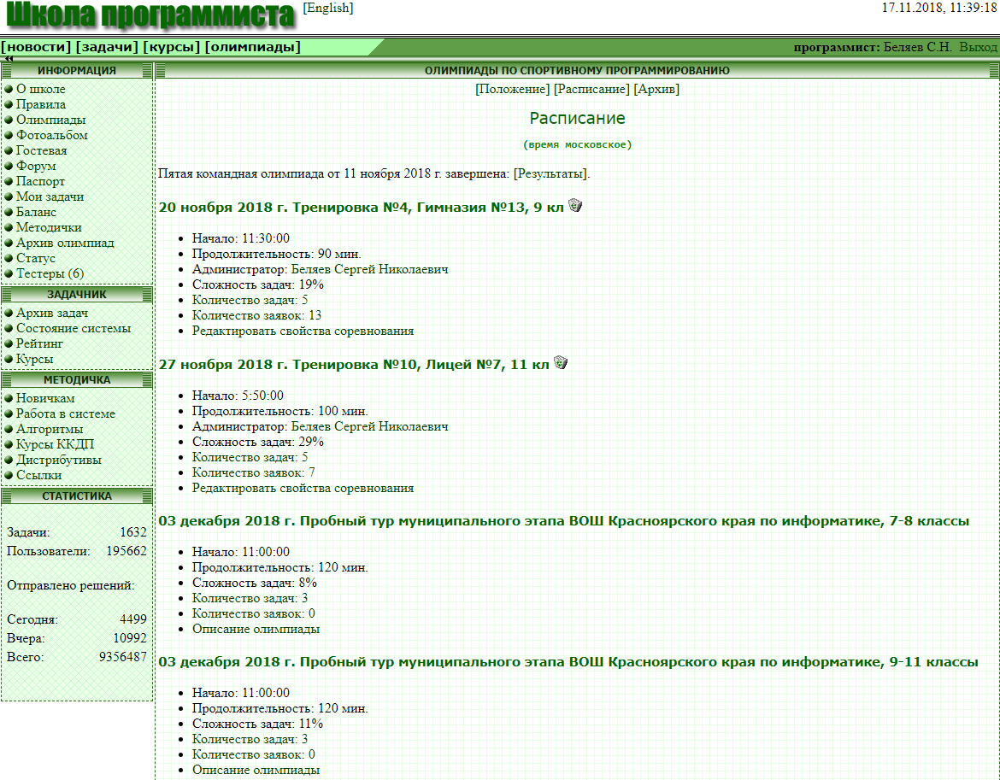 Школа программиста [English] 17.11.2018, 11:39:18
[новости] [задачи] [курсы] [олимпиады] программист: Беляев С.Н. Выход
ИНФОРМАЦИЯ
О школе
Правила
Олимпиады
Фотоальбом
Гостевая
Форум
Паспорт
Мои задачи
Баланс
Методички
Архив олимпиад
Статус
Тестеры (6)
ЗАДАЧНИК
Архив задач
Состояние системы
Рейтинг
Курсы
МЕТОДИЧКА
Новичкам
Работа в системе
Алгоритмы
Курсы ККДП
Дистрибутивы
Ссылки
СТАТИСТИКА
Задачи: 1632
Пользователи: 195662
Отправлено решений:
Сегодня: 4499
Вчера: 10992
Всего: 9356487
ОЛИМПИАДЫ ПО СПОРТИВНОМУ ПРОГРАММИРОВАНИЮ
[Положение] [Расписание] [Архив]
Расписание
(время московское)
Пятая командная олимпиада от 11 ноября 2018 г. завершена: [Результаты].
20 ноября 2018 г. Тренировка №4, Гимназия №13, 9 кл
Начало: 11:30:00
Продолжительность: 90 мин.
Администратор: Беляев Сергей Николаевич
Сложность задач: 19%
Количество задач: 5
Количество заявок: 13
Редактировать свойства соревнования
27 ноября 2018 г. Тренировка №10, Лицей №7, 11 кл
Начало: 5:50:00
Продолжительность: 100 мин.
Администратор: Беляев Сергей Николаевич
Сложность задач: 29%
Количество задач: 5
Количество заявок: 7
Редактировать свойства соревнования
03 декабря 2018 г. Пробный тур муниципального этапа ВОШ Красноярского края по информатике, 7-8 классы
Начало: 11:00:00
Продолжительность: 120 мин.
Сложность задач: 8%
Количество задач: 3
Количество заявок: 0
Описание олимпиады
03 декабря 2018 г. Пробный тур муниципального этапа ВОШ Красноярского края по информатике, 9-11 классы
Начало: 11:00:00
Продолжительность: 120 мин.
Сложность задач: 11%
Количество задач: 3
Количество заявок: 0
Описание олимпиады